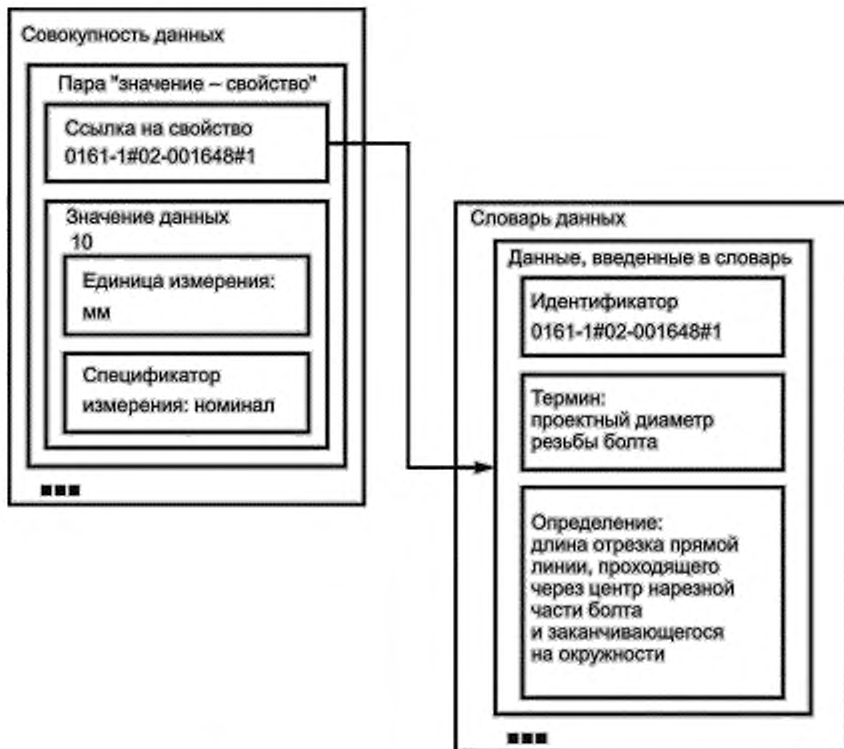 Совокупность данных
Пара "значение – свойство"
Ссылка на свойство
0161-1#02-001648#1
Значение данных
10
Единица измерения:
мм
Спецификатор
измерения: номинал
Словарь данных
Данные, введенные в словарь
Идентификатор
0161-1#02-001648#1
Термин:
проектный диаметр
резьбы болта
Определение:
длина отрезка прямой
линии, проходящего
через центр нарезной
части болта
и заканчивающегося
на окружности